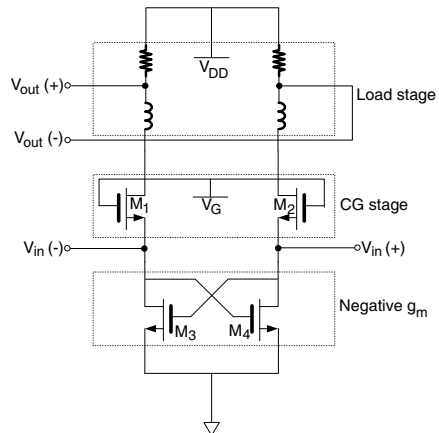 V_DD
V_out (+)
Load stage
V_out (-)
M_1
V_G
M_2
CG stage
V_in (-)
V_in (+)
Negative g_m
M_3
M_4